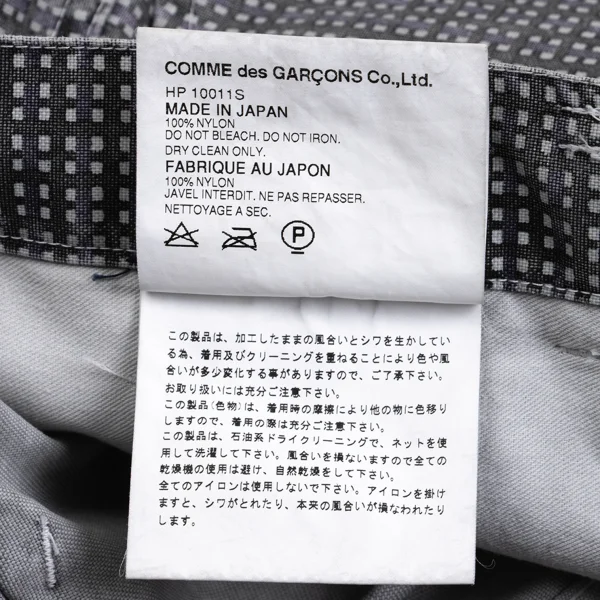 COMME des GARÇONS Co.,Ltd.
HP 10011S
MADE IN JAPAN
100% NYLON
DO NOT BLEACH. DO NOT IRON.
DRY CLEAN ONLY.
FABRIQUE AU JAPON
100% NYLON
JAVEL INTERDIT. NE PAS REPASSER.
NETTOYAGE A SEC.
P
この製品は、加工したままの風合いとシワを生かしている
為、着用及びクリーニングを重ねることにより色や風
合いが多少変化する事がありますので、ご了承下さい。
お取り扱いには充分ご注意下さい。
この製品(色物)は、着用時の摩擦により他の物に色移り
しますので、着用の際は充分ご注意下さい。
この製品は、石油系ドライクリーニングで、ネットを使
用して洗濯して下さい。風合いを損ないますので全ての
乾燥機の使用は避け、自然乾燥をして下さい。
全てのアイロンは使用しないで下さい。アイロンを掛け
ますと、シワがとれたり、本来の風合いが損なわれたり
します。